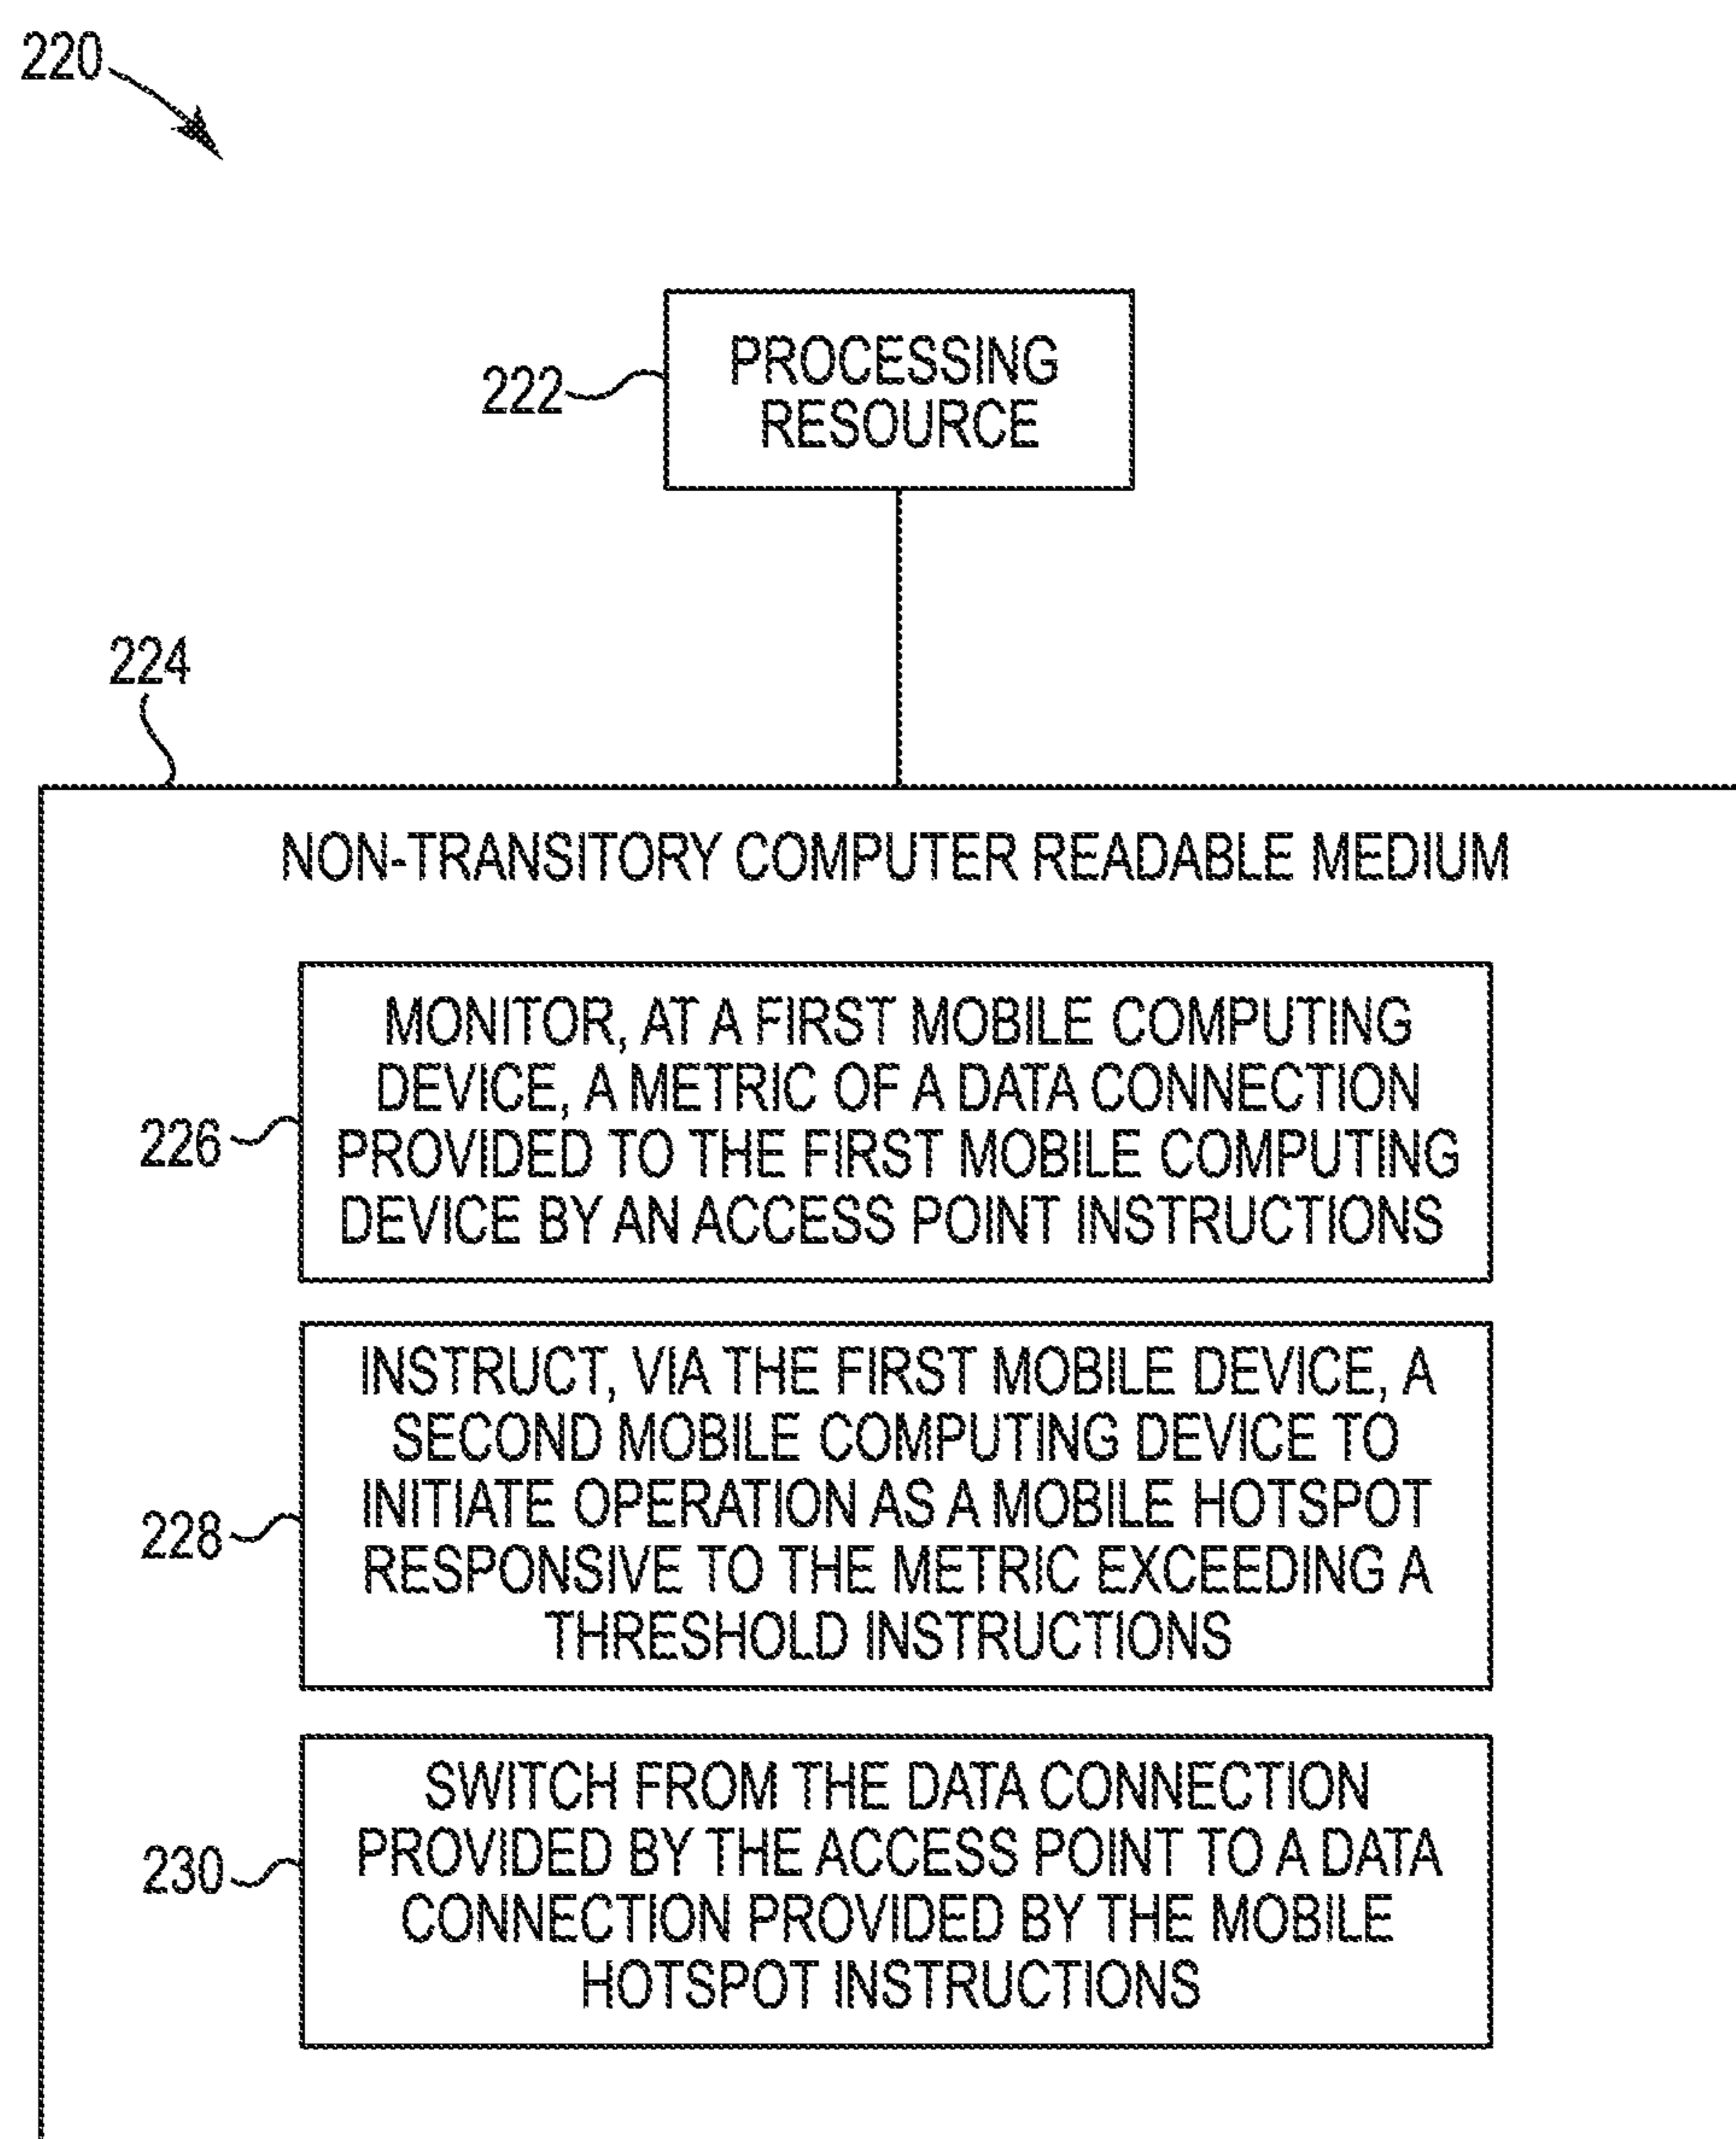 220
222
PROCESSING
RESOURCE
224
NON-TRANSITORY COMPUTER READABLE MEDIUM
226
MONITOR, AT A FIRST MOBILE COMPUTING
DEVICE, A METRIC OF A DATA CONNECTION
PROVIDED TO THE FIRST MOBILE COMPUTING
DEVICE BY AN ACCESS POINT INSTRUCTIONS
228
INSTRUCT, VIA THE FIRST MOBILE DEVICE, A
SECOND MOBILE COMPUTING DEVICE TO
INITIATE OPERATION AS A MOBILE HOTSPOT
RESPONSIVE TO THE METRIC EXCEEDING A
THRESHOLD INSTRUCTIONS
230
SWITCH FROM THE DATA CONNECTION
PROVIDED BY THE ACCESS POINT TO A DATA
CONNECTION PROVIDED BY THE MOBILE
HOTSPOT INSTRUCTIONS